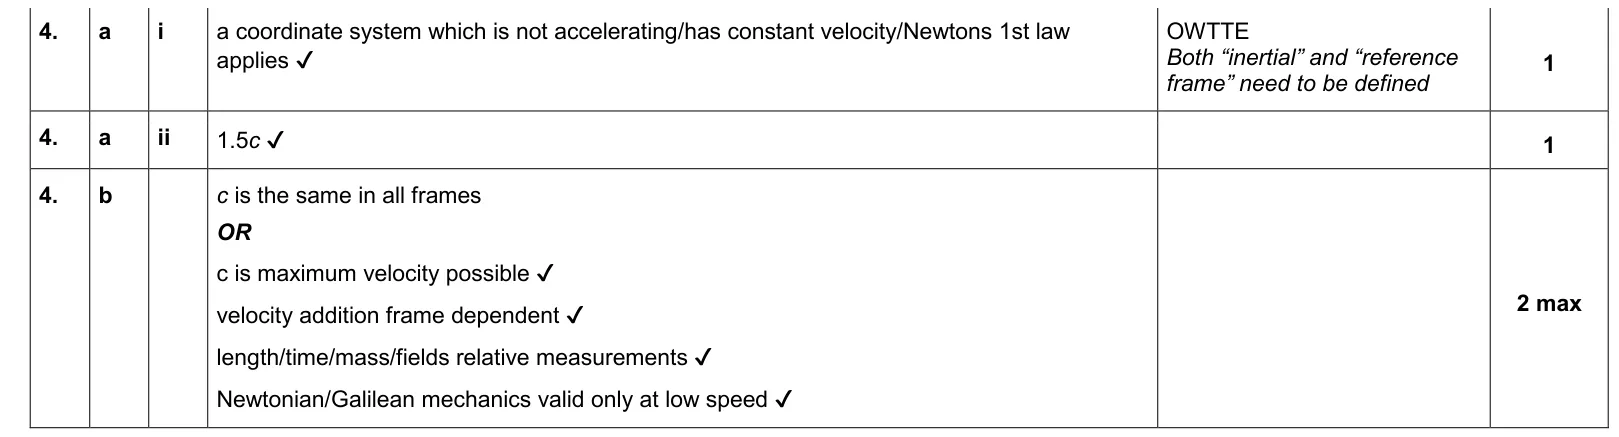 4. a i a coordinate system which is not accelerating/has constant velocity/Newtons 1st law
applies ✓
OWTTE
Both “inertial” and “reference
frame” need to be defined
1
4. a ii 1.5c ✓
1
4. b c is the same in all frames
OR
c is maximum velocity possible ✓
velocity addition frame dependent ✓
length/time/mass/fields relative measurements ✓
Newtonian/Galilean mechanics valid only at low speed ✓
2 max